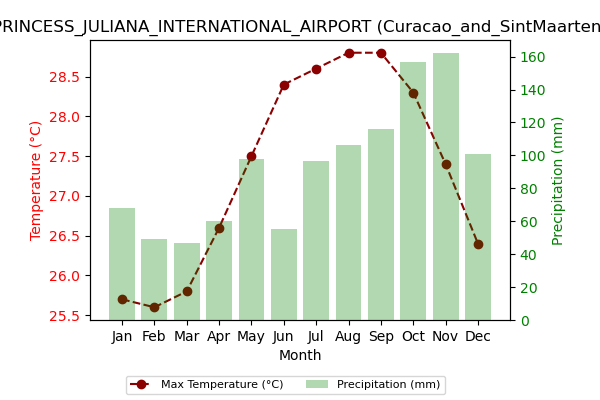 PRINCESS_JULIANA_INTERNATIONAL_AIRPORT (Curacao_and_SintMaarten
28.5
28.0
27.5
27.0
26.5
26.0
25.5
Temperature (°C)
160
140
120
100
80
60
40
20
0
Precipitation (mm)
Jan Feb Mar Apr May Jun Jul Aug Sep Oct Nov Dec
Month
Max Temperature (°C) Precipitation (mm)